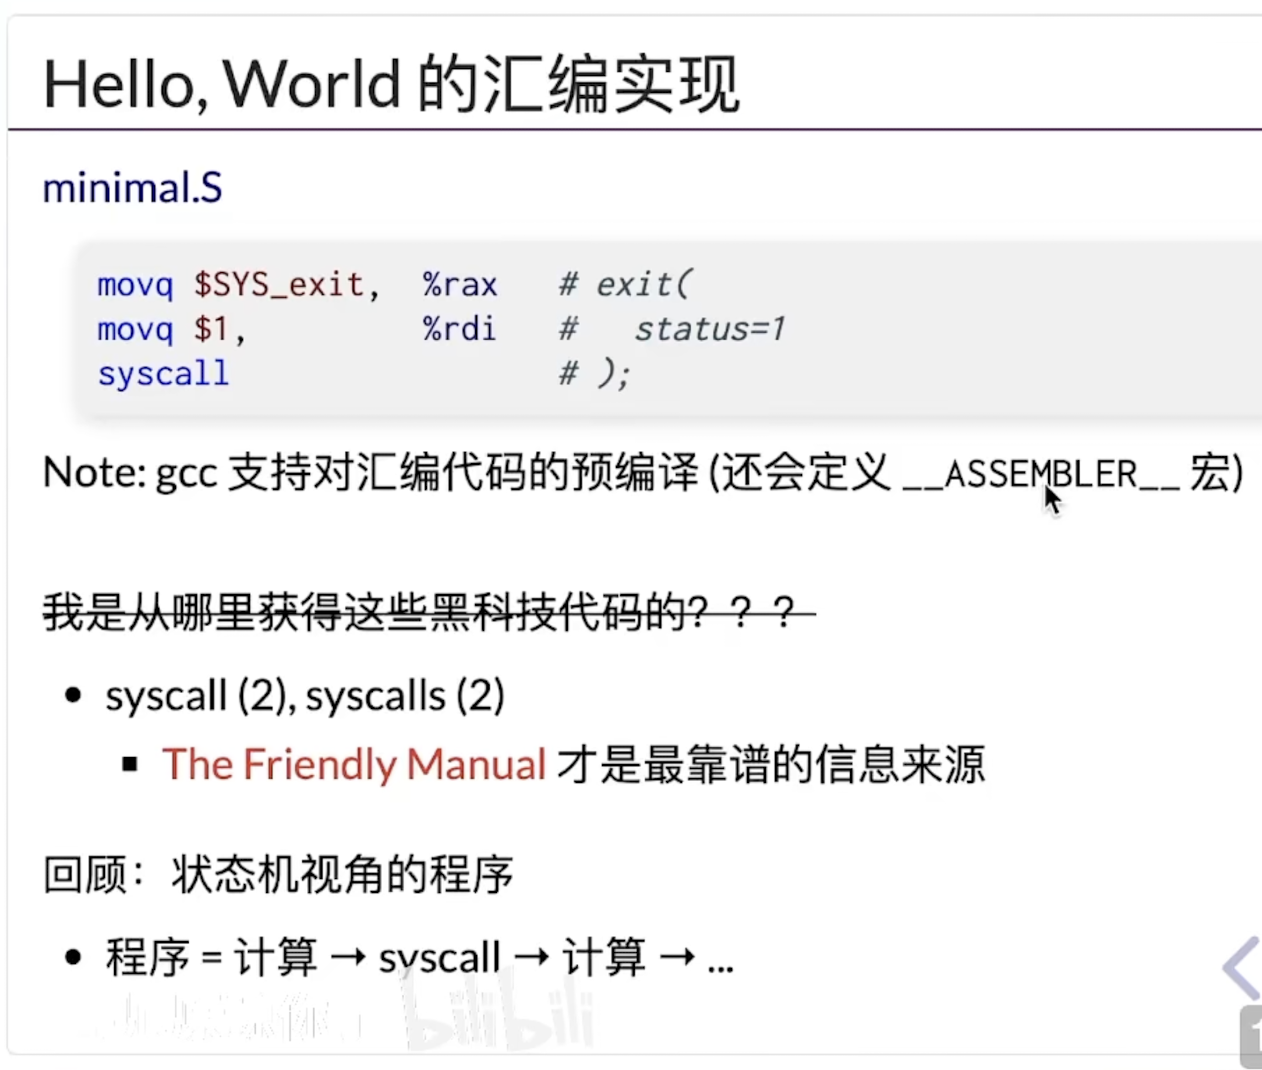 Hello, World 的汇编实现
minimal.S
movq $SYS_exit,  %rax   # exit(
movq $1,         %rdi   #   status=1
syscall                 # );
Note: gcc 支持对汇编代码的预编译 (还会定义 __ASSEMBLER__ 宏)
我是从哪里获得这些黑科技代码的？？？
• syscall (2), syscalls (2)
▪ The Friendly Manual 才是最靠谱的信息来源
回顾：状态机视角的程序
• 程序 = 计算 → syscall → 计算 → ...
bilibili